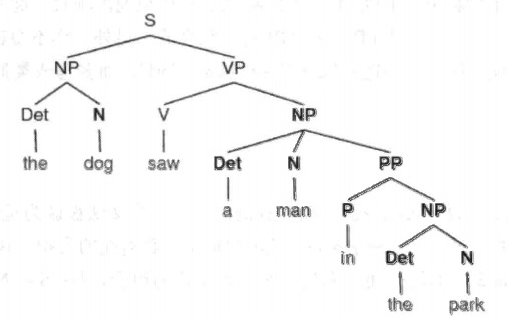 S
NP VP
Det N V NP
the dog saw Det N PP
a man P NP
in Det N
the park